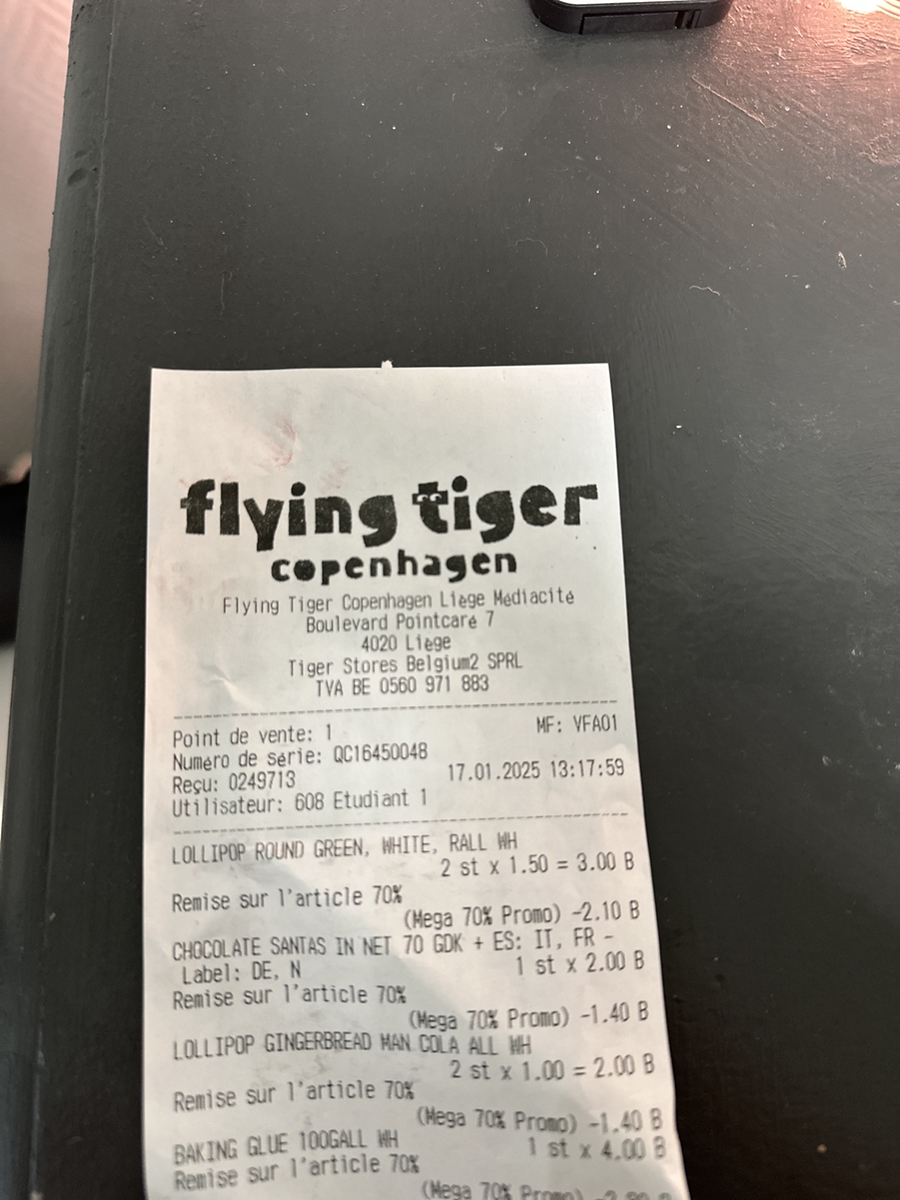 flying tiger
copenhagen
Flying Tiger Copenhagen Liège Médiacité
Boulevard Pointcaré 7
4020 Liège
Tiger Stores Belgium2 SPRL
TVA BE 0560 971 883
Point de vente: 1 MF: VFA01
Numéro de série: QC16450048
Reçu: 0249713 17.01.2025 13:17:59
Utilisateur: 608 Etudiant 1
LOLLIPOP ROUND GREEN, WHITE, RALL WH
2 st x 1.50 = 3.00 B
Remise sur l'article 70%
(Mega 70% Promo) -2.10 B
CHOCOLATE SANTAS IN NET 70 GDK + ES: IT, FR -
Label: DE, N 1 st x 2.00 B
Remise sur l'article 70%
(Mega 70% Promo) -1.40 B
LOLLIPOP GINGERBREAD MAN COLA ALL WH
2 st x 1.00 = 2.00 B
Remise sur l'article 70%
(Mega 70% Promo) -1.40 B
BAKING GLUE 100GALL WH 1 st x 4.00 B
Remise sur l'article 70%
(Mega 70% Promo)